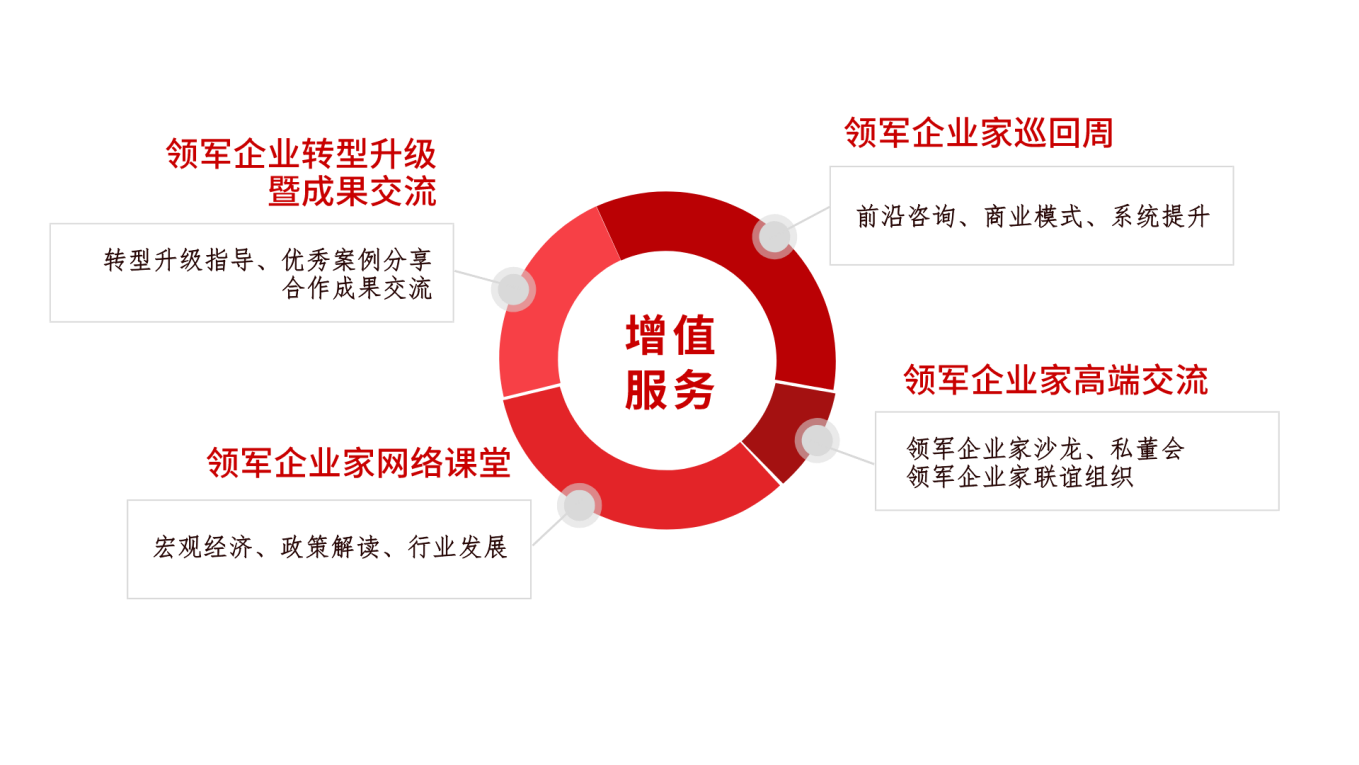 领军企业转型升级
暨成果交流
转型升级指导、优秀案例分享
合作成果交流
领军企业家巡回周
前沿咨询、商业模式、系统提升
增值
服务
领军企业家高端交流
领军企业家沙龙、私董会
领军企业家联谊组织
领军企业家网络课堂
宏观经济、政策解读、行业发展